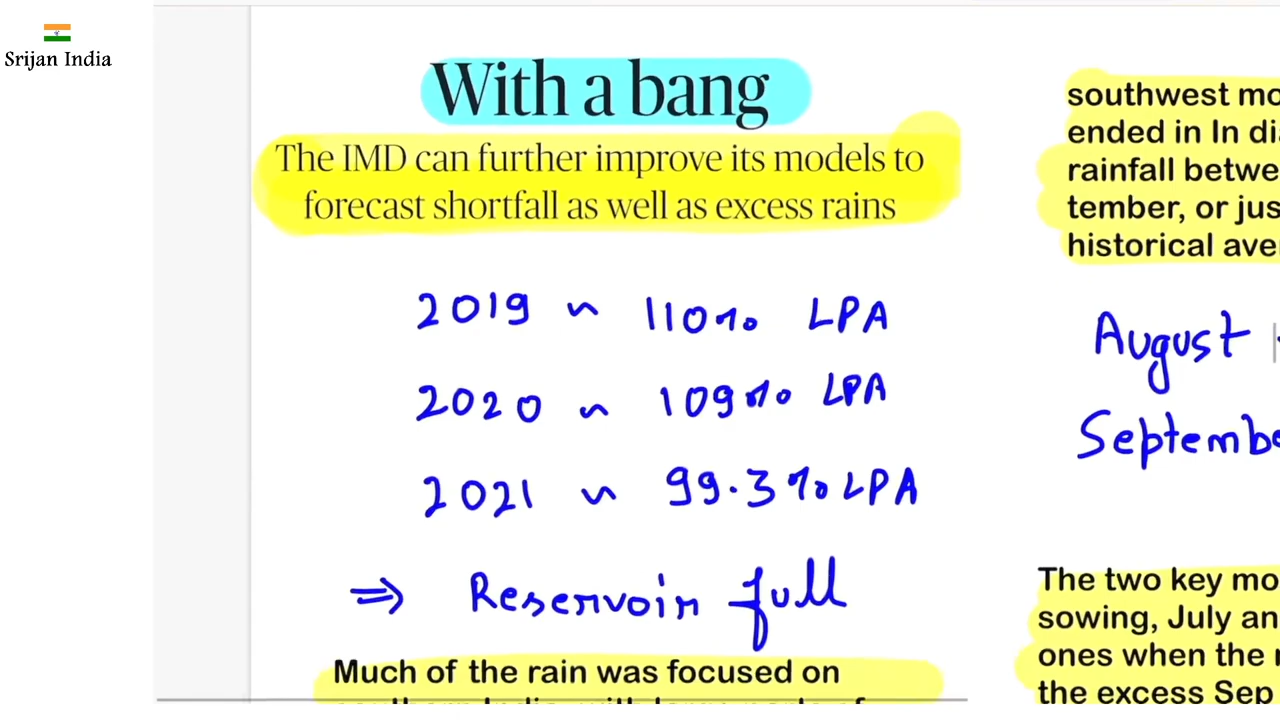 Srijan India
With a bang
The IMD can further improve its models to
forecast shortfall as well as excess rains
2019 ~ 110% LPA
2020 ~ 109% LPA
2021 ~ 99.3% LPA
⇒ Reservoir full
Much of the rain was focused on
southwest mo
ended in In di
rainfall betwe
tember, or jus
historical ave
August
Septembe
The two key mo
sowing, July an
ones when the
the excess Sep